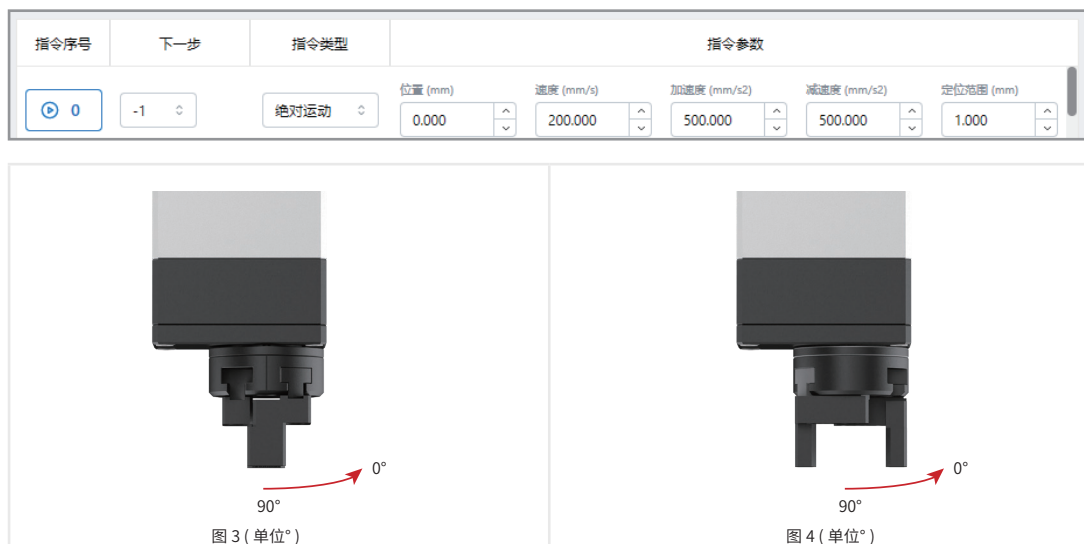 指令序号 下一步 指令类型 指令参数
位置 (mm) 速度 (mm/s) 加速度 (mm/s2) 减速度 (mm/s2) 定位范围 (mm)
0 -1 绝对运动 0.000 200.000 500.000 500.000 1.000
0° 0°
90° 90°
图 3 ( 单位° ) 图 4 ( 单位° )